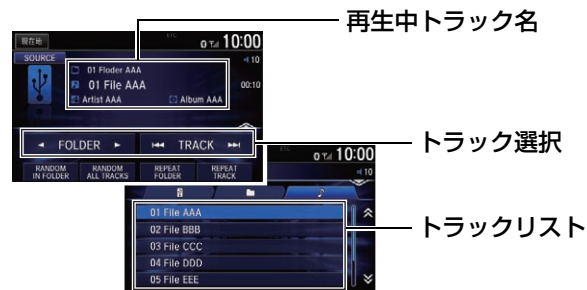 再生中トラック名
現在地
ETC
10:00
SOURCE
10
01 Floder AAA
01 File AAA
00:10
Artist AAA
Album AAA
FOLDER
TRACK
トラック選択
RANDOM IN FOLDER
RANDOM ALL TRACKS
REPEAT FOLDER
REPEAT TRACK
ETC
10:00
10
01 File AAA
02 File BBB
トラックリスト
03 File CCC
04 File DDD
05 File EEE